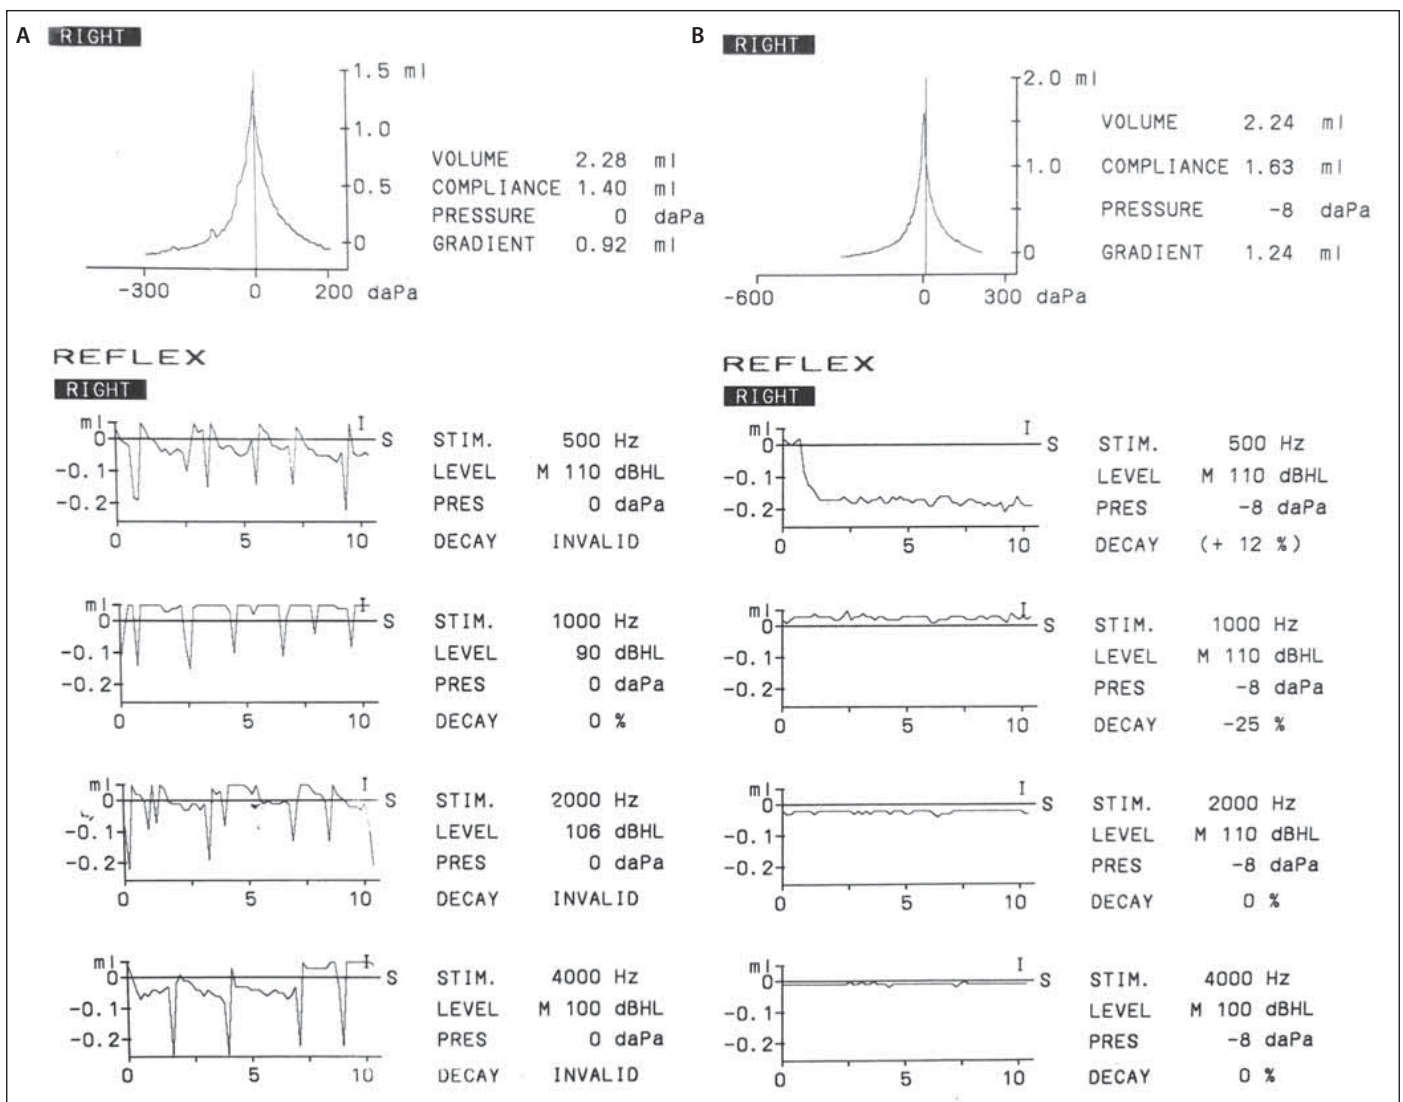 A RIGHT
1.5 ml
1.0
0.5
0
-300 0 200 daPa
VOLUME 2.28 ml
COMPLIANCE 1.40 ml
PRESSURE 0 daPa
GRADIENT 0.92 ml
REFLEX
RIGHT
ml I
0 S
-0.1
-0.2
0 5 10
STIM. 500 Hz
LEVEL M 110 dBHL
PRES 0 daPa
DECAY INVALID
ml I
0 S
-0.1
-0.2
0 5 10
STIM. 1000 Hz
LEVEL 90 dBHL
PRES 0 daPa
DECAY 0 %
ml I
0 S
-0.1
-0.2
0 5 10
STIM. 2000 Hz
LEVEL 106 dBHL
PRES 0 daPa
DECAY INVALID
ml I
0 S
-0.1
-0.2
0 5 10
STIM. 4000 Hz
LEVEL M 100 dBHL
PRES 0 daPa
DECAY INVALID
B RIGHT
2.0 ml
1.0
0
-600 0 300 daPa
VOLUME 2.24 ml
COMPLIANCE 1.63 ml
PRESSURE -8 daPa
GRADIENT 1.24 ml
REFLEX
RIGHT
ml I
0 S
-0.1
-0.2
0 5 10
STIM. 500 Hz
LEVEL M 110 dBHL
PRES -8 daPa
DECAY (+ 12 %)
ml I
0 S
-0.1
-0.2
0 5 10
STIM. 1000 Hz
LEVEL M 110 dBHL
PRES -8 daPa
DECAY -25 %
ml I
0 S
-0.1
-0.2
0 5 10
STIM. 2000 Hz
LEVEL M 110 dBHL
PRES -8 daPa
DECAY 0 %
ml I
0 S
-0.1
-0.2
0 5 10
STIM. 4000 Hz
LEVEL M 100 dBHL
PRES -8 daPa
DECAY 0 %